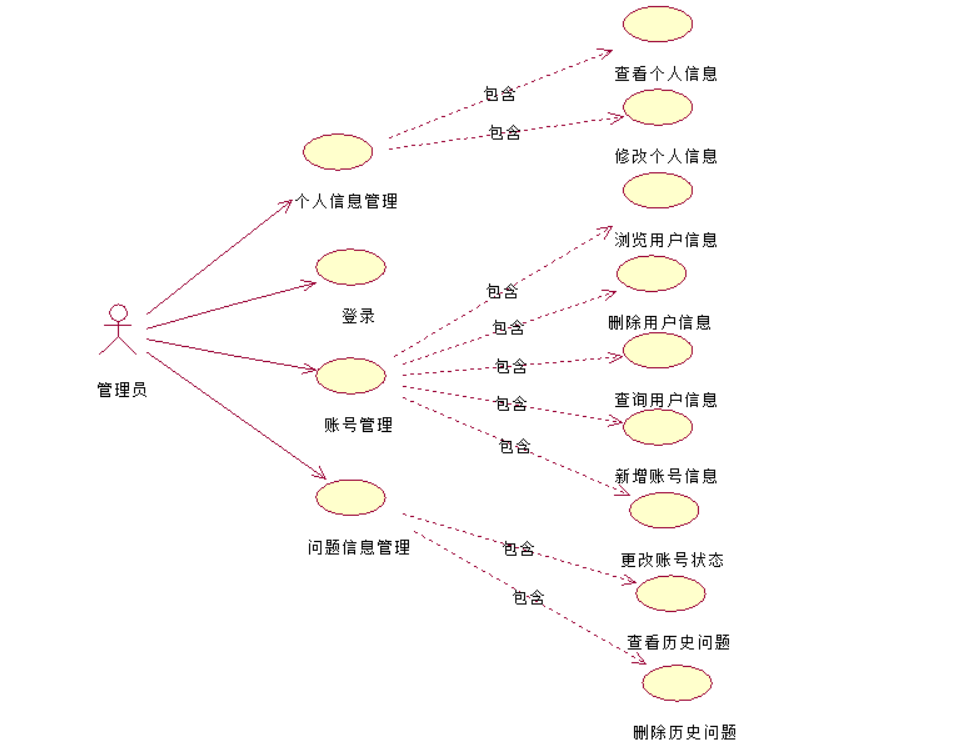 查看个人信息
包含
包含
修改个人信息
个人信息管理
浏览用户信息
包含
登录
删除用户信息
包含
包含
管理员
查询用户信息
包含
账号管理
包含
新增账号信息
问题信息管理
包含
更改账号状态
包含
查看历史问题
删除历史问题